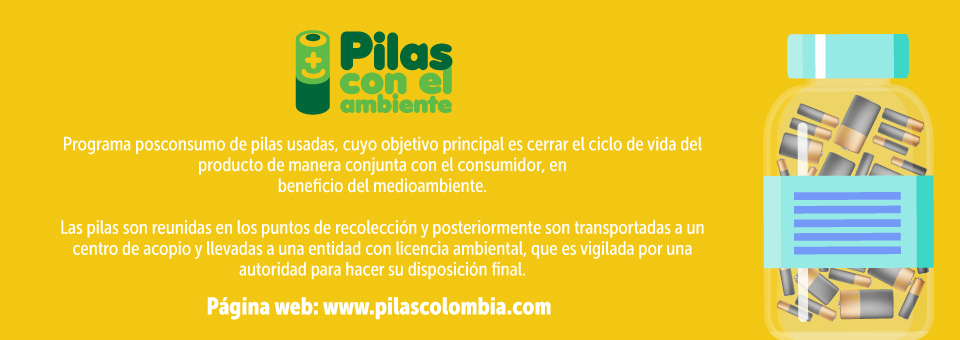 Pilas
con el
ambiente
Programa posconsumo de pilas usadas, cuyo objetivo principal es cerrar el ciclo de vida del
producto de manera conjunta con el consumidor, en
beneficio del medioambiente.
Las pilas son reunidas en los puntos de recolección y posteriormente son transportadas a un
centro de acopio y llevadas a una entidad con licencia ambiental, que es vigilada por una
autoridad para hacer su disposición final.
Página web: www.pilascolombia.com